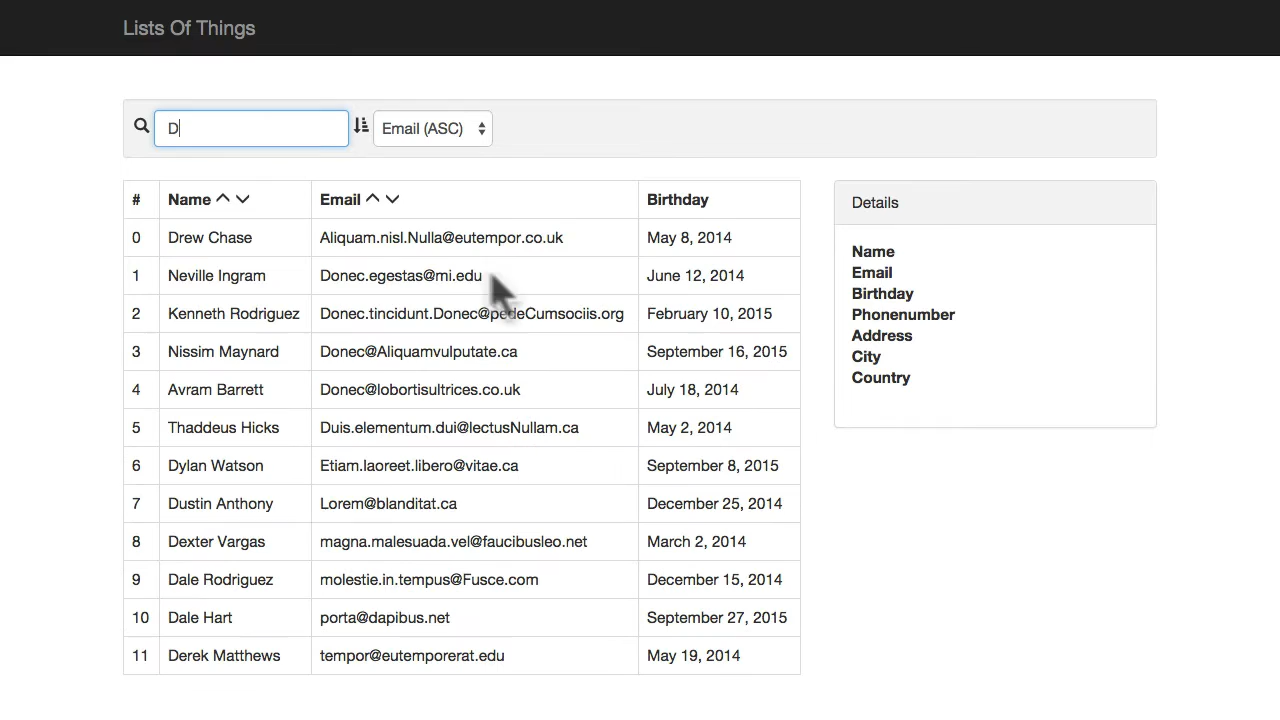 Lists Of Things
D Email (ASC)
# Name Email Birthday
0 Drew Chase Aliquam.nisl.Nulla@eutempor.co.uk May 8, 2014
1 Neville Ingram Donec.egestas@mi.edu June 12, 2014
2 Kenneth Rodriguez Donec.tincidunt.Donec@pedeCumsociis.org February 10, 2015
3 Nissim Maynard Donec@Aliquamvulputate.ca September 16, 2015
4 Avram Barrett Donec@lobortisultrices.co.uk July 18, 2014
5 Thaddeus Hicks Duis.elementum.dui@lectusNullam.ca May 2, 2014
6 Dylan Watson Etiam.laoreet.libero@vitae.ca September 8, 2015
7 Dustin Anthony Lorem@blanditat.ca December 25, 2014
8 Dexter Vargas magna.malesuada.vel@faucibusleo.net March 2, 2014
9 Dale Rodriguez molestie.in.tempus@Fusce.com December 15, 2014
10 Dale Hart porta@dapibus.net September 27, 2015
11 Derek Matthews tempor@eutemporerat.edu May 19, 2014
Details
Name
Email
Birthday
Phonenumber
Address
City
Country